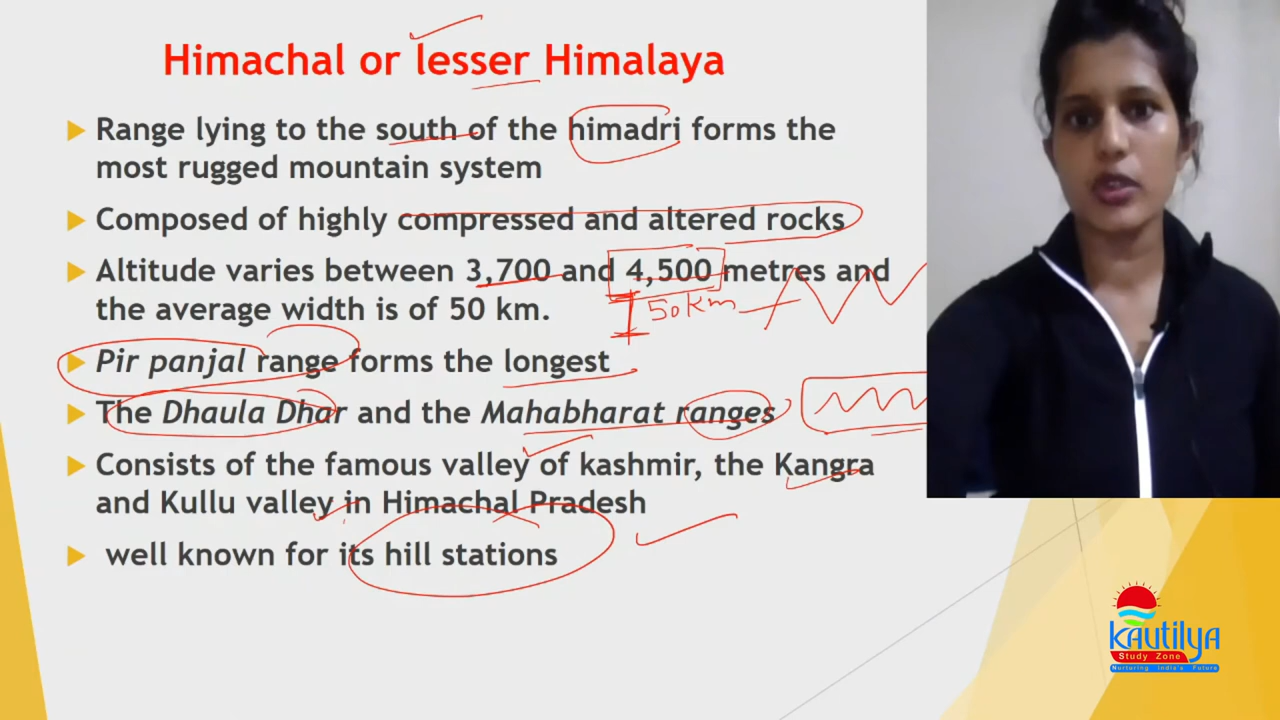 Himachal or lesser Himalaya
Range lying to the south of the himadri forms the
most rugged mountain system
Composed of highly compressed and altered rocks
Altitude varies between 3,700 and 4,500 metres and
the average width is of 50 km.
50 km
Pir panjal range forms the longest
The Dhaula Dhar and the Mahabharat ranges
Consists of the famous valley of kashmir, the Kangra
and Kullu valley in Himachal Pradesh
well known for its hill stations
Kautilya
Study Zone
Nurturing India's Future